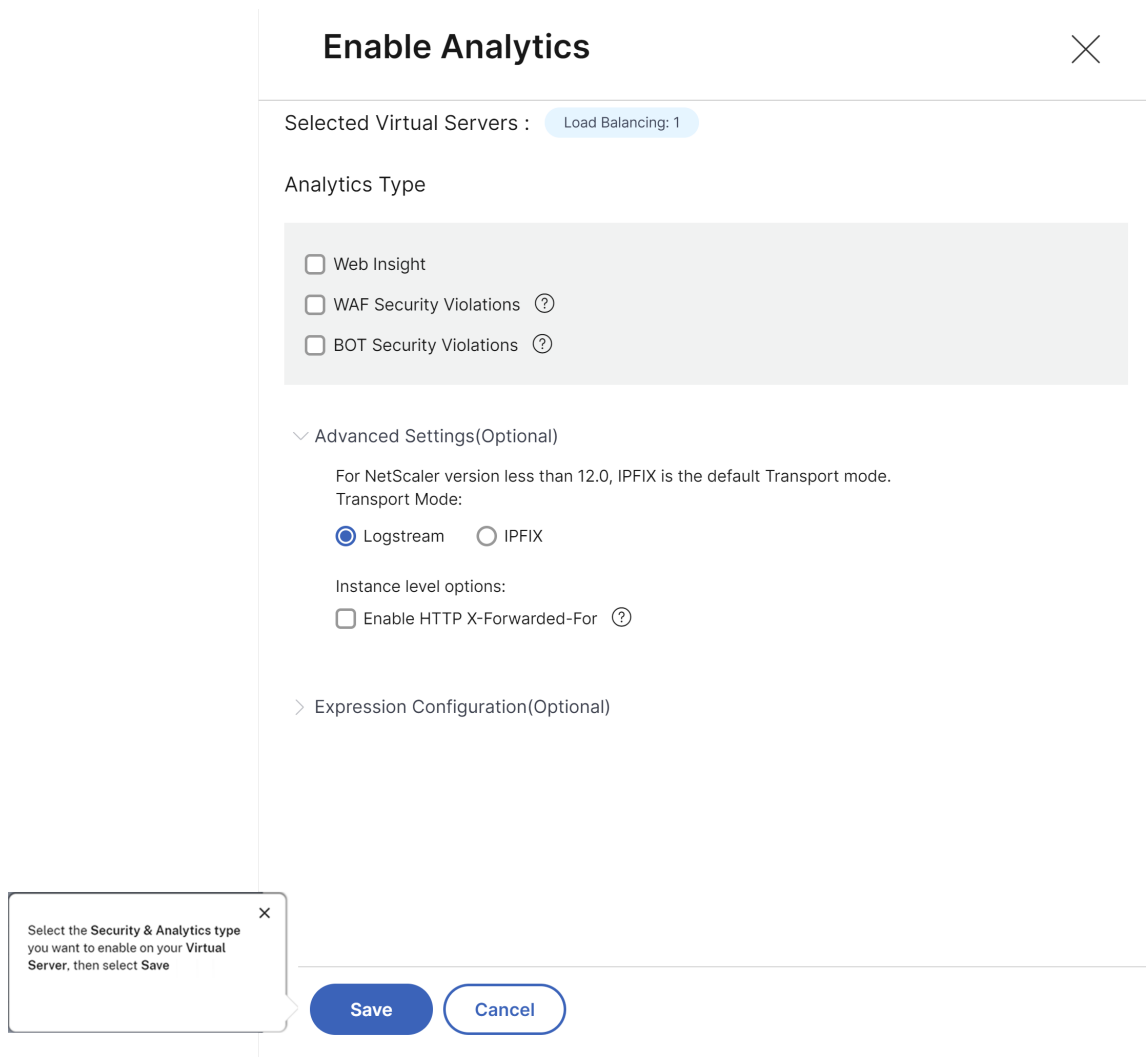 Enable Analytics
Selected Virtual Servers : Load Balancing: 1
Analytics Type
Web Insight
WAF Security Violations ?
BOT Security Violations ?
Advanced Settings(Optional)
For NetScaler version less than 12.0, IPFIX is the default Transport mode.
Transport Mode:
Logstream IPFIX
Instance level options:
Enable HTTP X-Forwarded-For ?
Expression Configuration(Optional)
Select the Security & Analytics type
you want to enable on your Virtual
Server, then select Save
Save Cancel